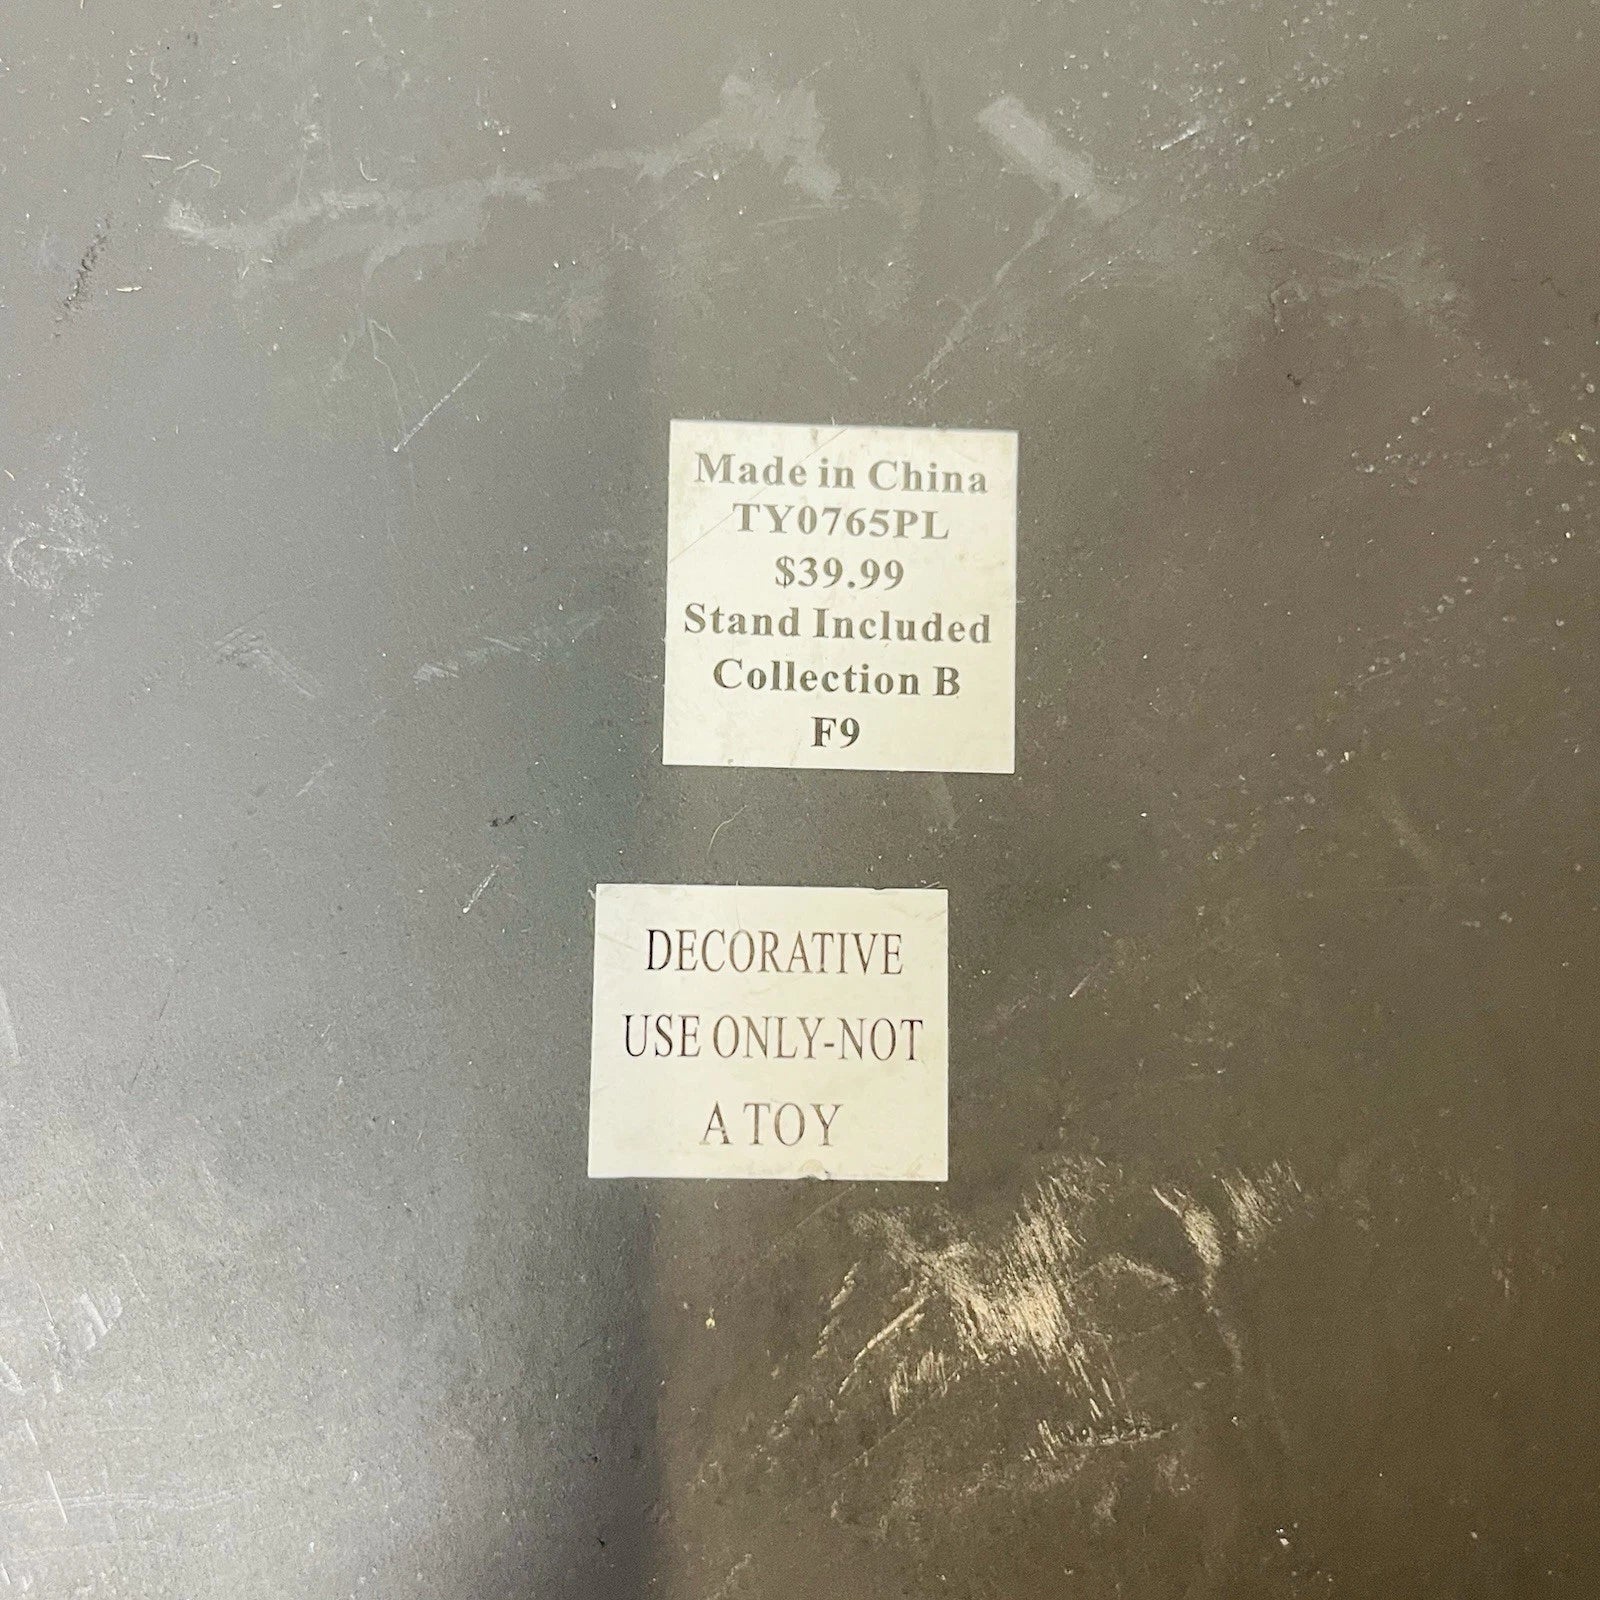 Made in China
TY0765PL
$39.99
Stand Included
Collection B
F9
DECORATIVE
USE ONLY-NOT
A TOY